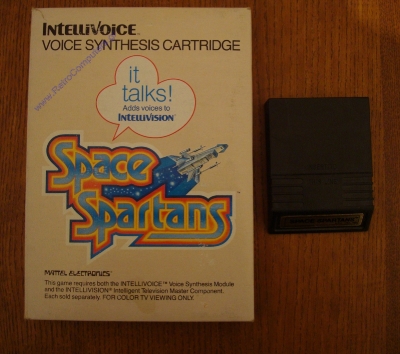 INTELLIVOICE™
VOICE SYNTHESIS CARTRIDGE
it
talks!
Adds voices to
INTELLIVISION
Space
Spartans
MATTEL ELECTRONICS®
This game requires both the INTELLIVOICE™ Voice Synthesis Module
and the INTELLIVISION® Intelligent Television Master Component.
Each sold separately. FOR COLOR TV VIEWING ONLY.